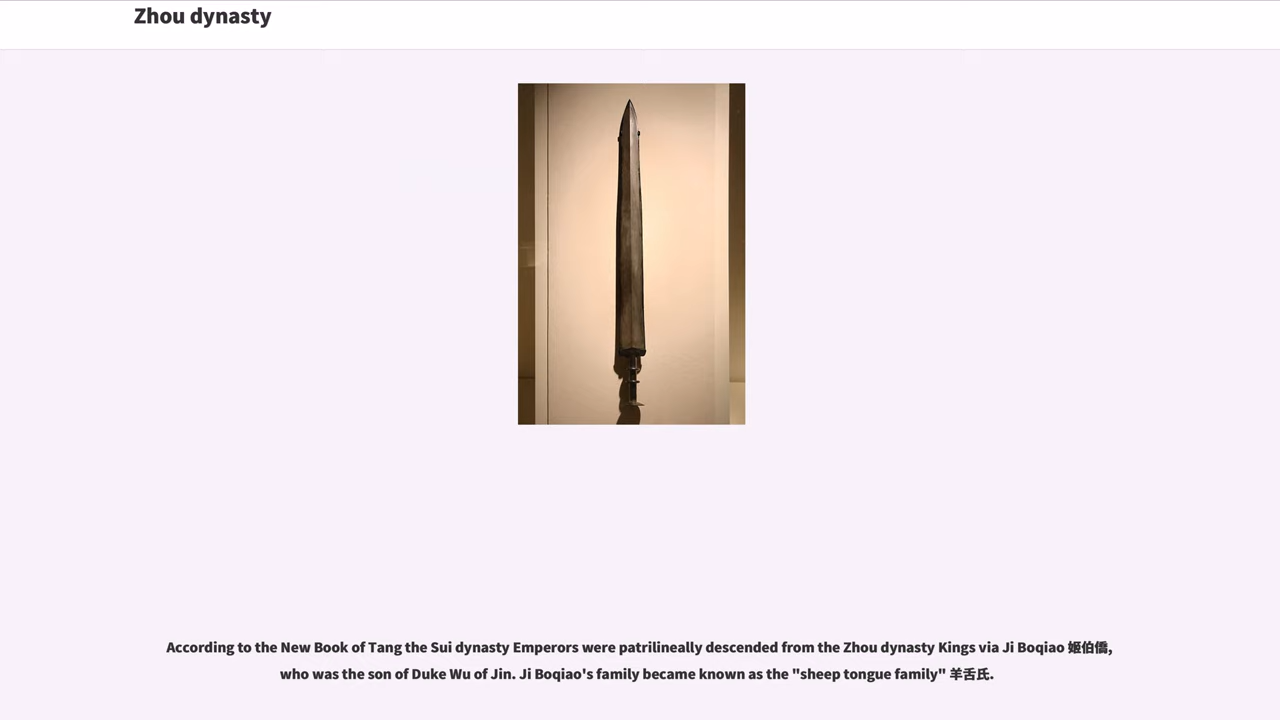 Zhou dynasty
According to the New Book of Tang the Sui dynasty Emperors were patrilineally descended from the Zhou dynasty Kings via Ji Boqiao 姬伯僑,
who was the son of Duke Wu of Jin. Ji Boqiao's family became known as the "sheep tongue family" 羊舌氏.